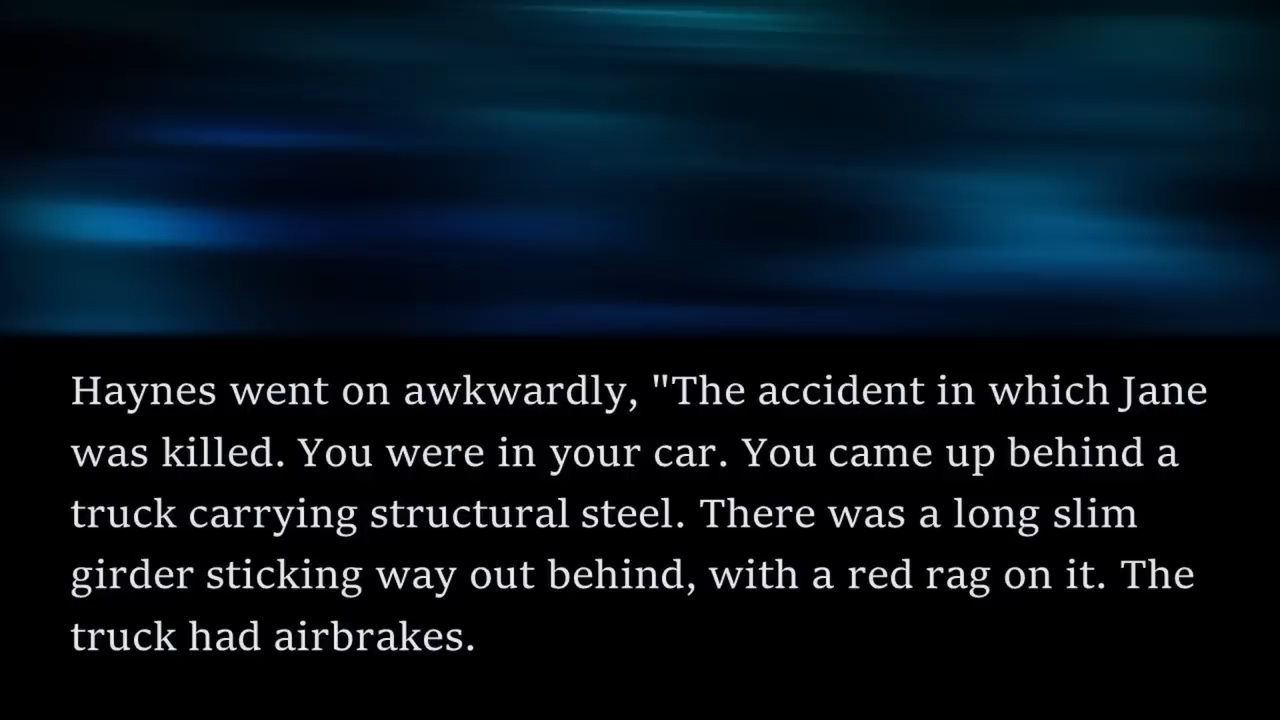 Haynes went on awkwardly, "The accident in which Jane
was killed. You were in your car. You came up behind a
truck carrying structural steel. There was a long slim
girder sticking way out behind, with a red rag on it. The
truck had airbrakes.